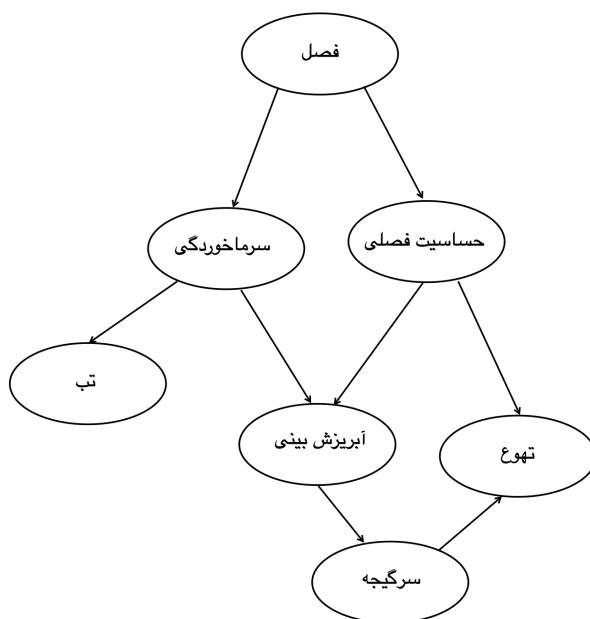 فصل
حساسیت فصلی
سرماخوردگی
تب
آبریزش بینی
تهوع
سرگیجه